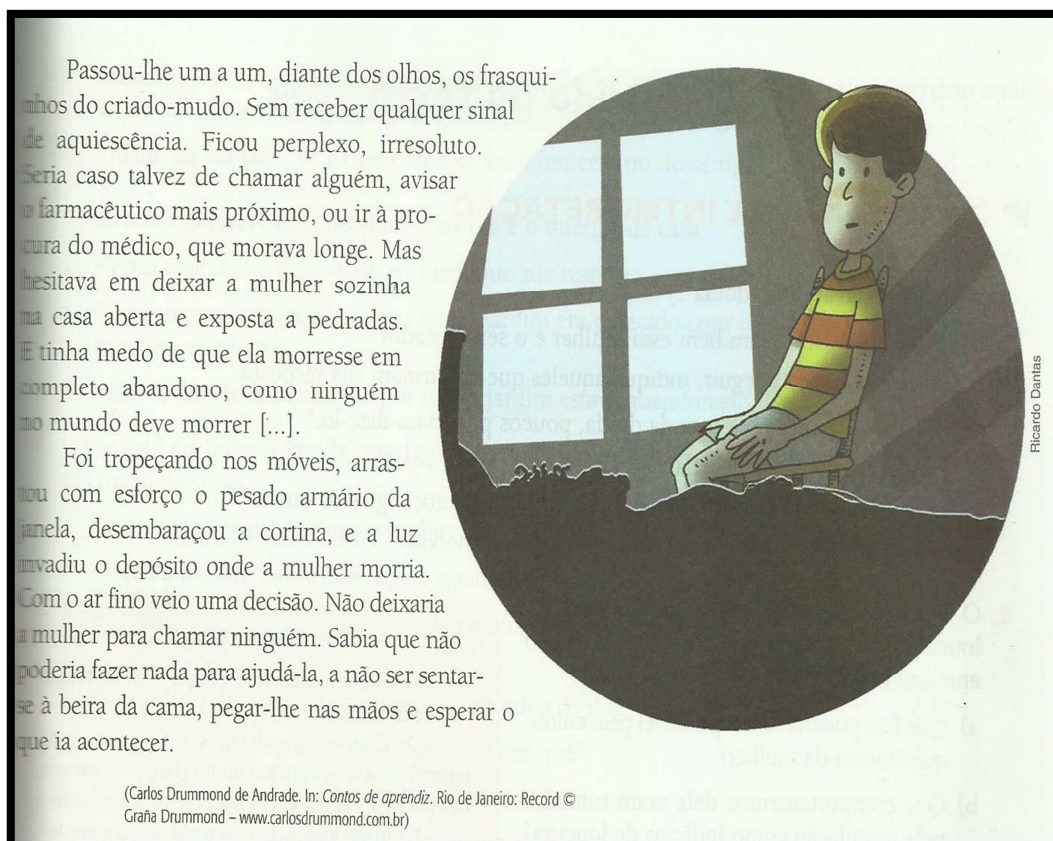 Passou-lhe um a um, diante dos olhos, os frasqui-
nhos do criado-mudo. Sem receber qualquer sinal
de aquiescência. Ficou perplexo, irresoluto.
Seria caso talvez de chamar alguém, avisar
o farmacêutico mais próximo, ou ir à pro-
cura do médico, que morava longe. Mas
hesitava em deixar a mulher sozinha
na casa aberta e exposta a pedradas.
E tinha medo de que ela morresse em
completo abandono, como ninguém
no mundo deve morrer [...].
Foi tropeçando nos móveis, arras-
tou com esforço o pesado armário da
janela, desembaraçou a cortina, e a luz
invadiu o depósito onde a mulher morria.
Com o ar fino veio uma decisão. Não deixaria
a mulher para chamar ninguém. Sabia que não
poderia fazer nada para ajudá-la, a não ser sentar-
se à beira da cama, pegar-lhe nas mãos e esperar o
que ia acontecer.
(Carlos Drummond de Andrade. In: Contos de aprendiz. Rio de Janeiro: Record ©
Graña Drummond – www.carlosdrummond.com.br)
Ricardo Dantas